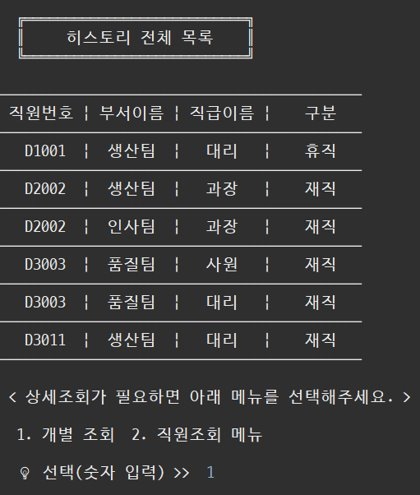 히스토리 전체 목록
직원번호 ¦ 부서이름 ¦ 직급이름 ¦ 구분
D1001 ¦ 생산팀 ¦ 대리 ¦ 휴직
D2002 ¦ 생산팀 ¦ 과장 ¦ 재직
D2002 ¦ 인사팀 ¦ 과장 ¦ 재직
D3003 ¦ 품질팀 ¦ 사원 ¦ 재직
D3003 ¦ 품질팀 ¦ 대리 ¦ 재직
D3011 ¦ 생산팀 ¦ 대리 ¦ 재직
< 상세조회가 필요하면 아래 메뉴를 선택해주세요. >
1. 개별 조회 2. 직원조회 메뉴
선택(숫자 입력) >> 1